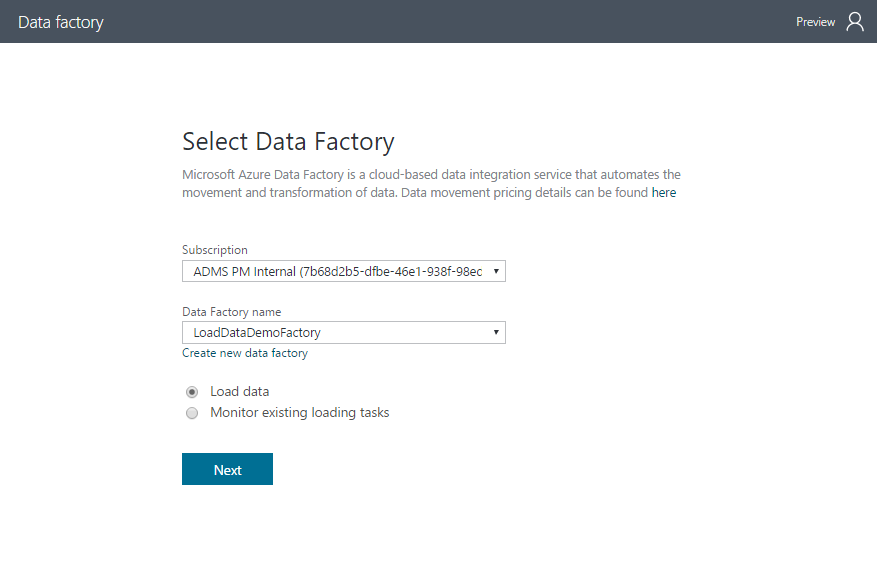 Data factory
Preview
Select Data Factory
Microsoft Azure Data Factory is a cloud-based data integration service that automates the
movement and transformation of data. Data movement pricing details can be found here
Subscription
ADMS PM Internal (7b68d2b5-dfbe-46e1-938f-98ec
Data Factory name
LoadDataDemoFactory
Create new data factory
Load data
Monitor existing loading tasks
Next